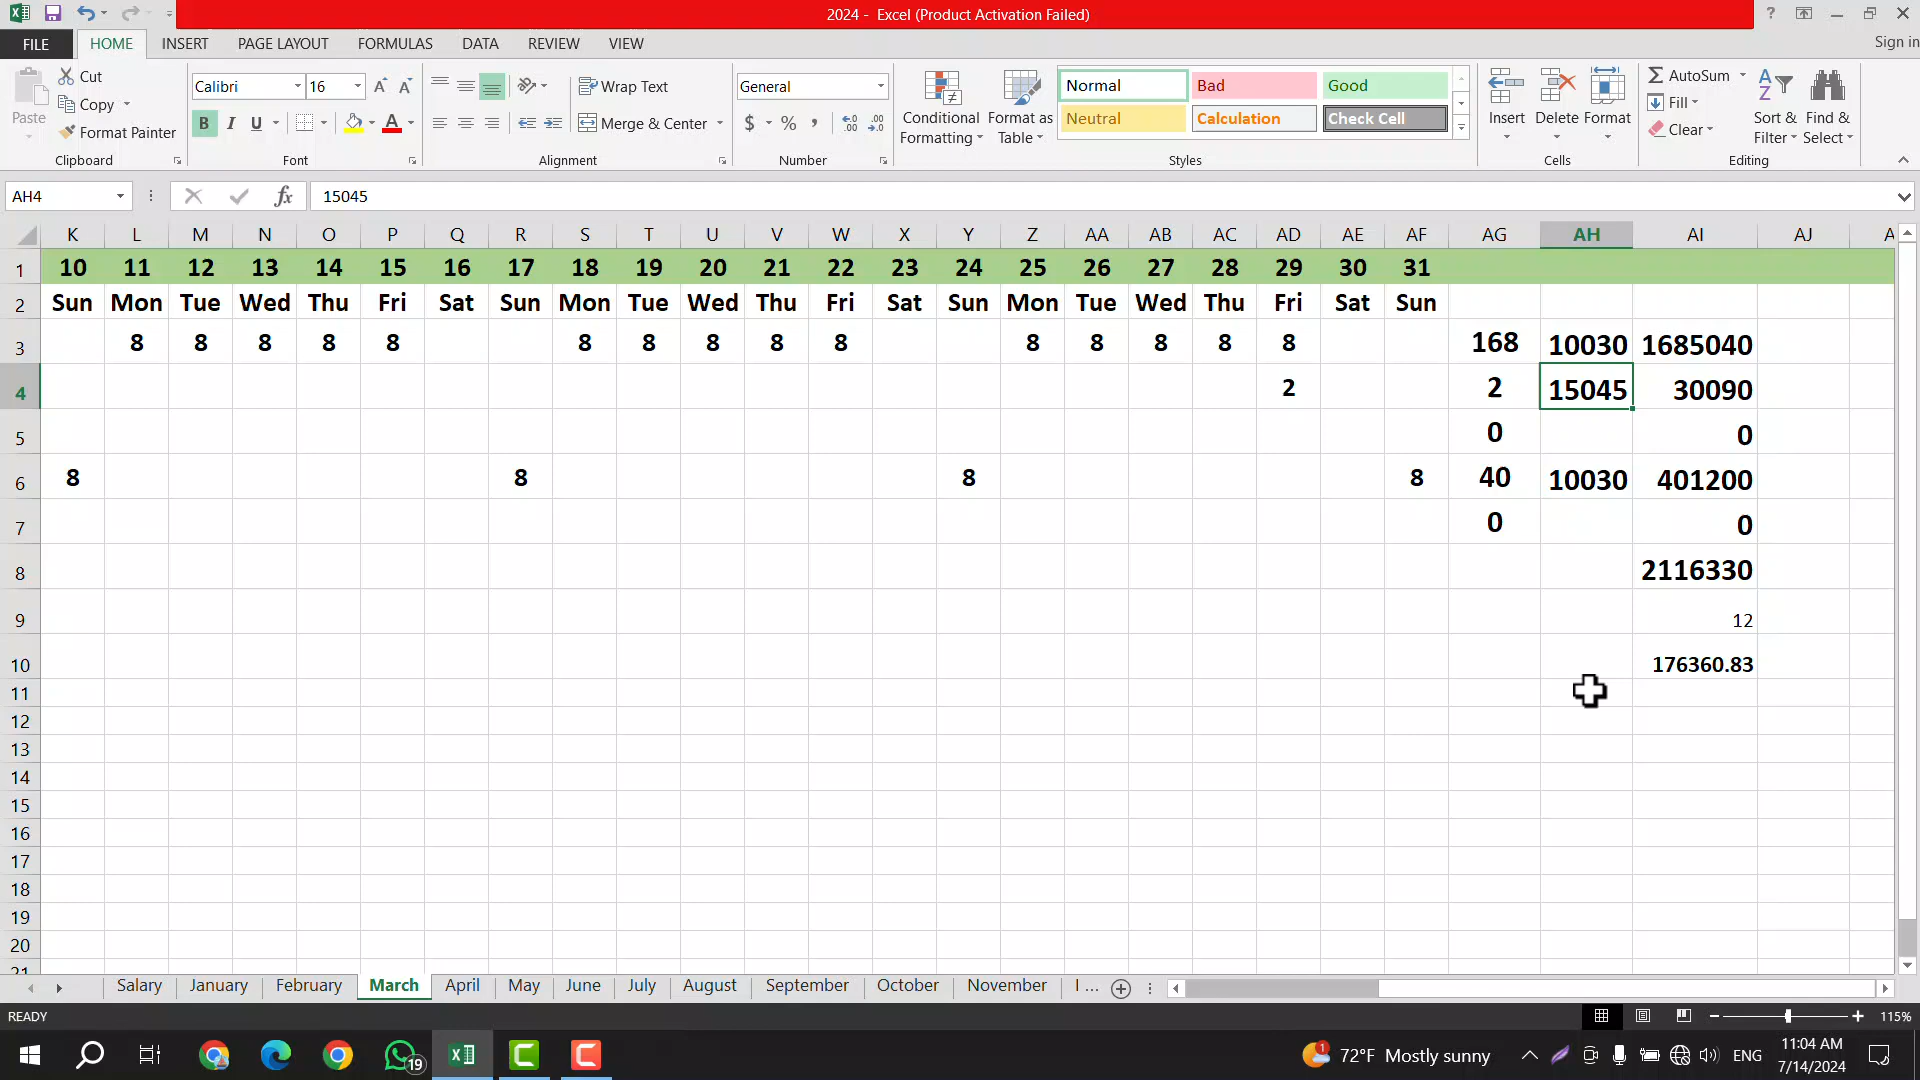 2024 - Excel (Product Activation Failed)
FILE HOME INSERT PAGE LAYOUT FORMULAS DATA REVIEW VIEW Sign in
Paste
Cut
Copy
Format Painter
Clipboard
Calibri 16
B I U
Font
Wrap Text
Merge & Center
Alignment
General
$ % ,
Number
Conditional Formatting
Format as Table
Normal Bad Good
Neutral Calculation Check Cell
Styles
Insert Delete Format
Cells
AutoSum
Fill
Clear
Sort & Filter
Find & Select
Editing
AH4 fx 15045
K L M N O P Q R S T U V W X Y Z AA AB AC AD AE AF AG AH AI AJ
1 10 11 12 13 14 15 16 17 18 19 20 21 22 23 24 25 26 27 28 29 30 31
2 Sun Mon Tue Wed Thu Fri Sat Sun Mon Tue Wed Thu Fri Sat Sun Mon Tue Wed Thu Fri Sat Sun
3 8 8 8 8 8 8 8 8 8 8 8 8 8 8 8 168 10030 1685040
4 2 2 15045 30090
5 0 0
6 8 8 8 8 40 10030 401200
7 0 0
8 2116330
9 12
10 176360.83
11
12
13
14
15
16
17
18
19
20
21
Salary January February March April May June July August September October November I ...
READY 115%
19 1 72°F Mostly sunny ENG 11:04 AM
7/14/2024